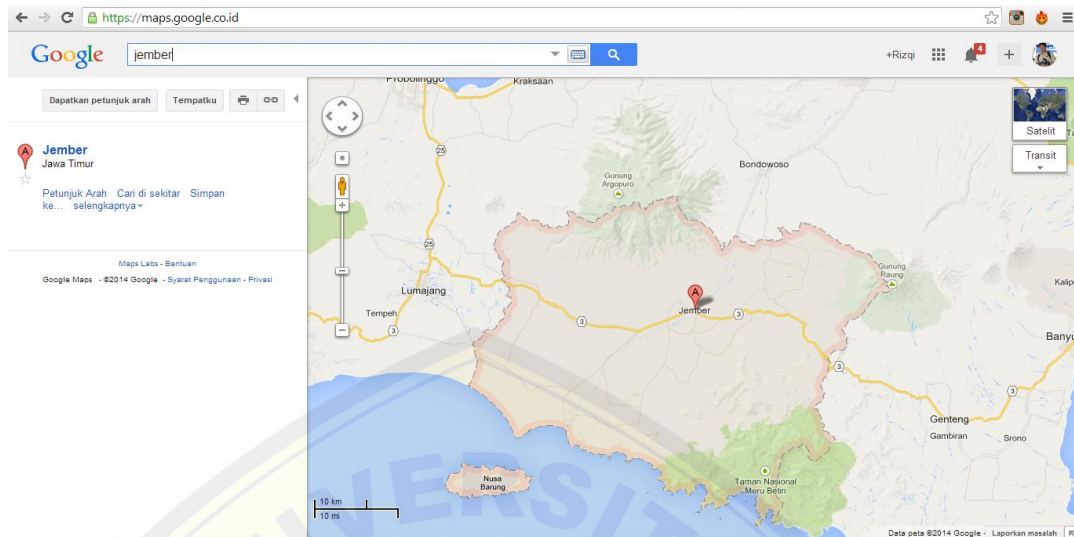 https://maps.google.co.id
Google
jember
+Rizqi
4
+
Dapatkan petunjuk arah
Tempatku
A
Jember
Jawa Timur
Petunjuk Arah Cari di sekitar Simpan
ke... selengkapnya
Maps Labs - Bantuan
Google Maps - ©2014 Google - Syarat Penggunaan - Privasi
Probolinggo
Kraksaan
Satelit
Transit
25
Bondowoso
Gunung
Argopuro
25
Gunung
Raung
Lumajang
A
Kalip
Tempeh
Jember
3
3
3
Banyu
3
3
Genteng
Gambiran
Srono
Nusa
Barung
Taman Nasional
Meru Betiri
10 km
10 mi
Data peta ©2014 Google - Laporkan masalah
UNIVERSIT